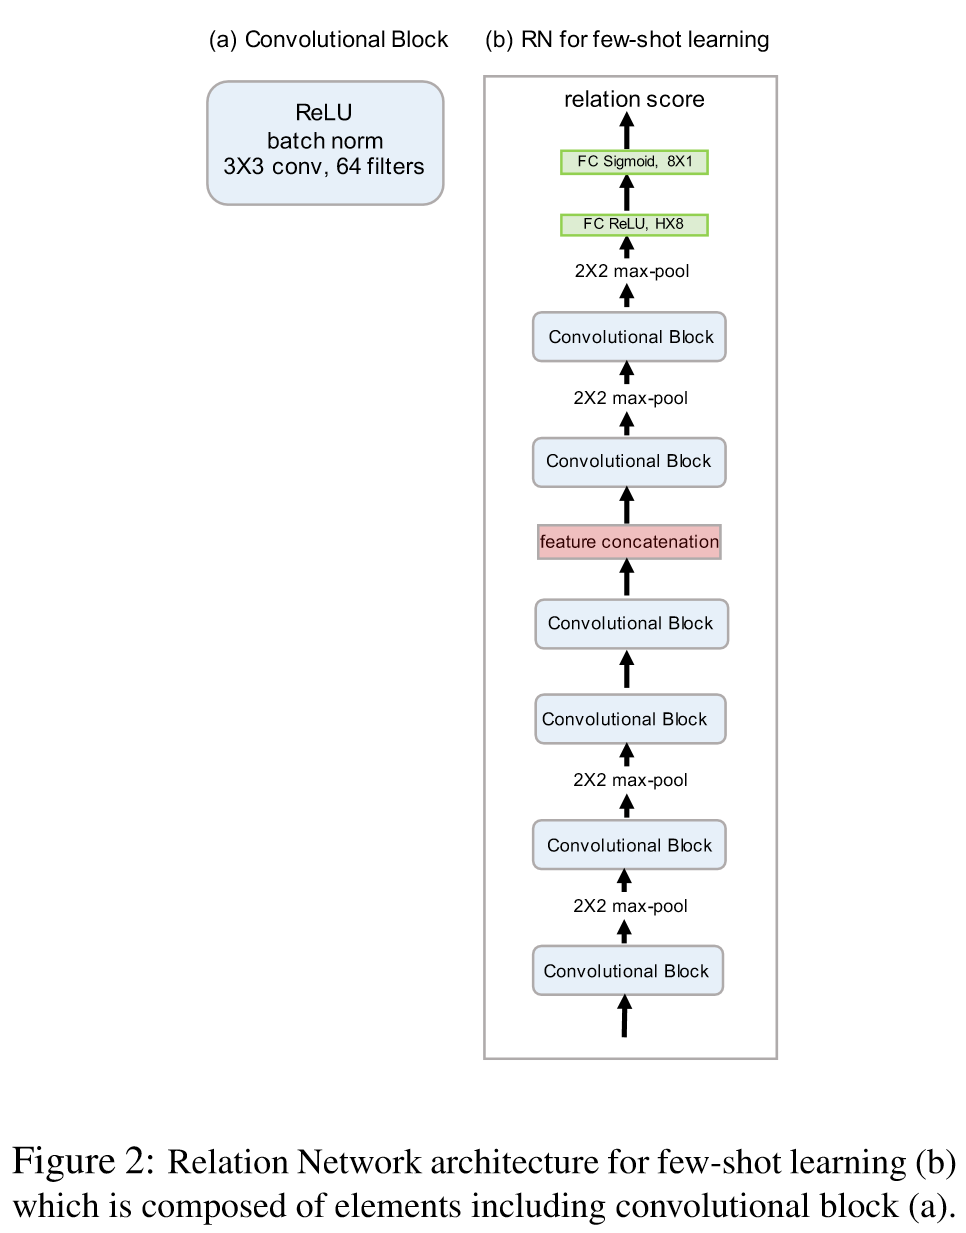 (a) Convolutional Block
ReLU
batch norm
3X3 conv, 64 filters
(b) RN for few-shot learning
relation score
FC Sigmoid, 8X1
FC ReLU, HX8
2X2 max-pool
Convolutional Block
2X2 max-pool
Convolutional Block
feature concatenation
Convolutional Block
Convolutional Block
2X2 max-pool
Convolutional Block
2X2 max-pool
Convolutional Block
Figure 2: Relation Network architecture for few-shot learning (b)
which is composed of elements including convolutional block (a).